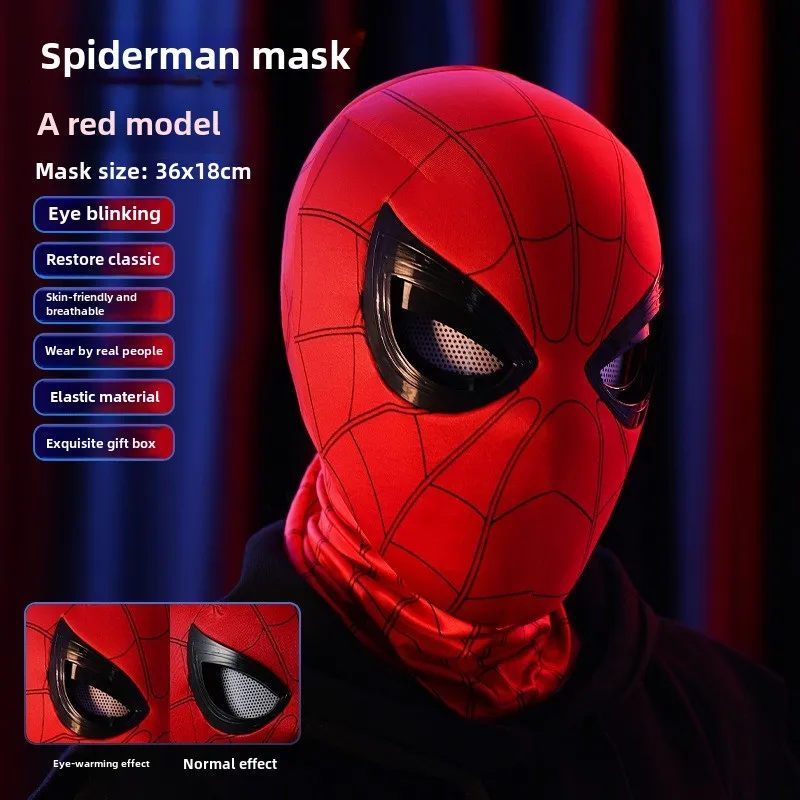 Spiderman mask
A red model
Mask size: 36x18cm
Eye blinking
Restore classic
Skin-friendly and
breathable
Wear by real people
Elastic material
Exquisite gift box
Eye-warming effect
Normal effect